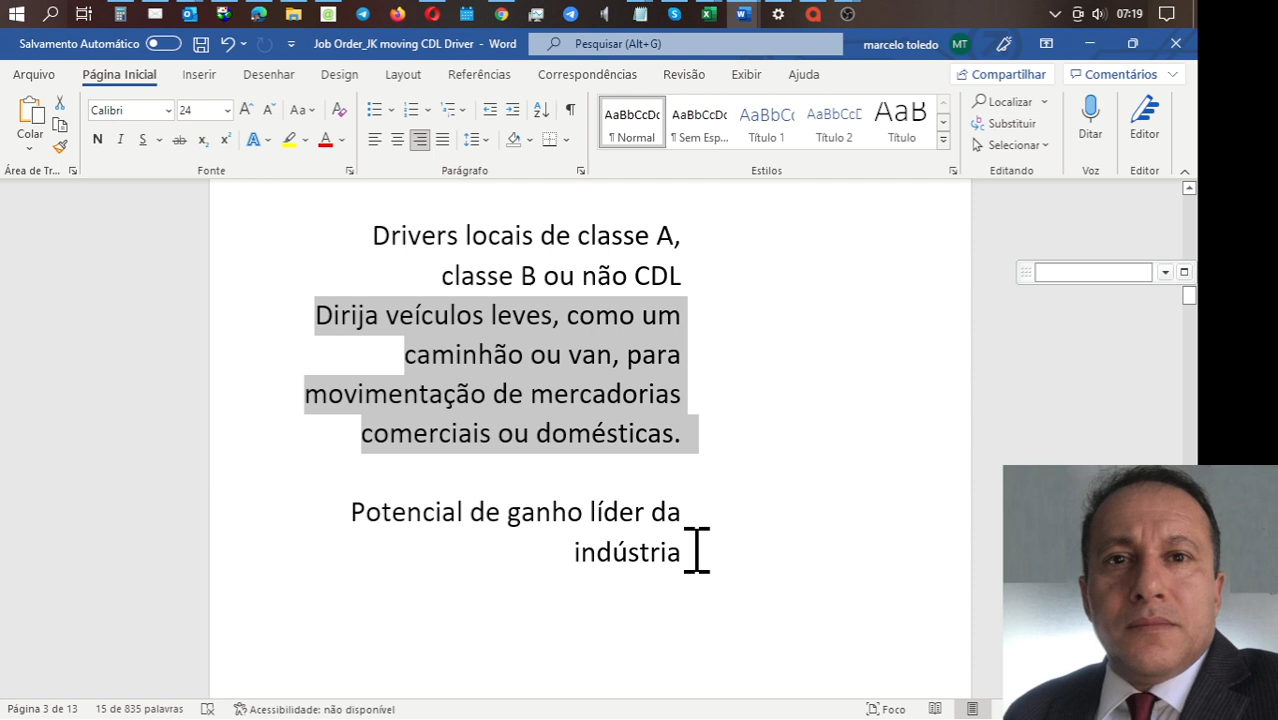 07:19
Salvamento Automático
Job Order_JK moving CDL Driver - Word
Pesquisar (Alt+G)
marcelo toledo
MT
Arquivo
Página Inicial
Inserir
Desenhar
Design
Layout
Referências
Correspondências
Revisão
Exibir
Ajuda
Compartilhar
Comentários
Colar
Calibri
24
Aa
AaBbCcDc
AaBbCcDc
AaBbCc
AaBbCcD
AaB
¶ Normal
¶ Sem Esp...
Título 1
Título 2
Título
Localizar
Substituir
Selecionar
Ditar
Editor
Área de Tr...
Fonte
Parágrafo
Estilos
Editando
Voz
Editor
Drivers locais de classe A,
classe B ou não CDL
Dirija veículos leves, como um
caminhão ou van, para
movimentação de mercadorias
comerciais ou domésticas.
Potencial de ganho líder da
indústria
Página 3 de 13
15 de 835 palavras
Acessibilidade: não disponível
Foco